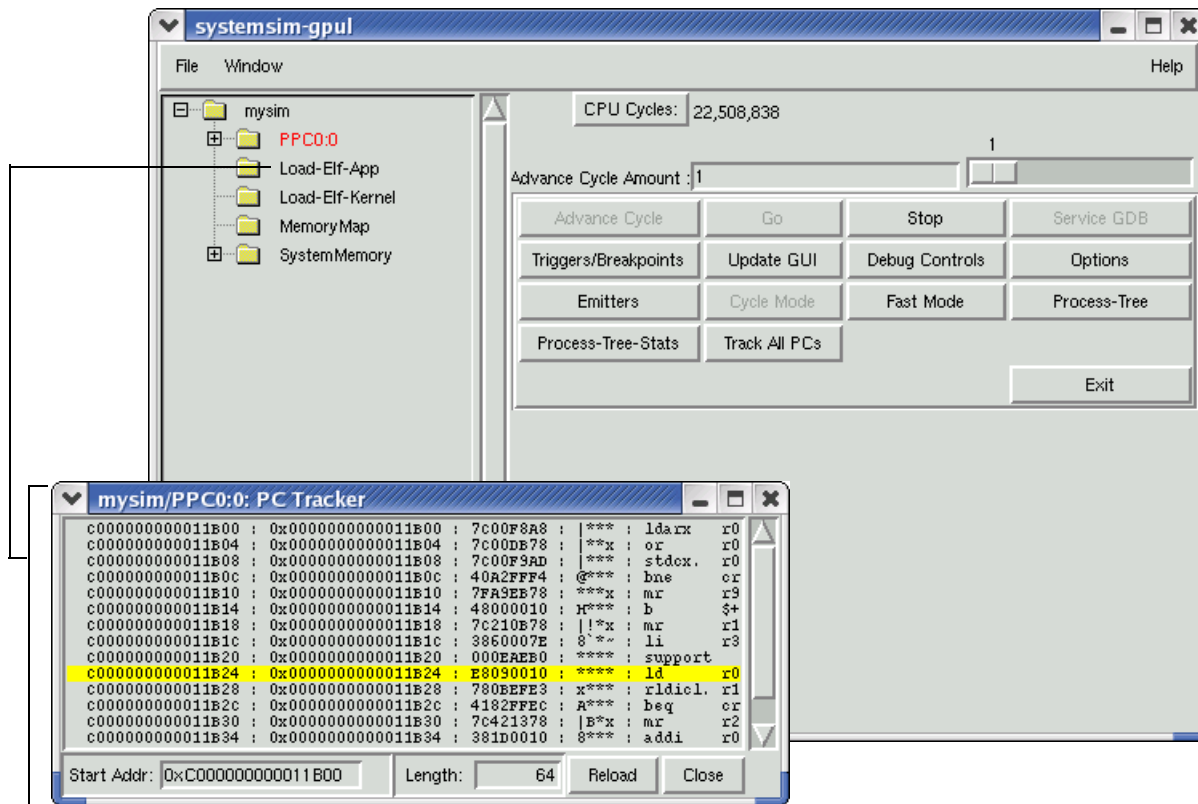 systemsim-gpul
File Window Help
mysim
PPC0:0
Load-Elf-App
Load-Elf-Kernel
MemoryMap
SystemMemory
CPU Cycles: 22,508,838
1
Advance Cycle Amount : 1
Advance Cycle Go Stop Service GDB
Triggers/Breakpoints Update GUI Debug Controls Options
Emitters Cycle Mode Fast Mode Process-Tree
Process-Tree-Stats Track All PCs
Exit
mysim/PPC0:0: PC Tracker
C000000000011B00 : 0x0000000000011B00 : 7C00F8A8 : |*** : ldarx r0
C000000000011B04 : 0x0000000000011B04 : 7C00DB78 : |**x : or r0
C000000000011B08 : 0x0000000000011B08 : 7C00F9AD : |*** : stdcx. r0
C000000000011B0C : 0x0000000000011B0C : 40A2FFF4 : @*** : bne cr
C000000000011B10 : 0x0000000000011B10 : 7FA9EB78 : ***x : mr r9
C000000000011B14 : 0x0000000000011B14 : 48000010 : H*** : b $+
C000000000011B18 : 0x0000000000011B18 : 7C210B78 : |!*x : mr r1
C000000000011B1C : 0x0000000000011B1C : 3860007E : 8`*~ : li r3
C000000000011B20 : 0x0000000000011B20 : 000EAEB0 : **** : support
C000000000011B24 : 0x0000000000011B24 : E8090010 : **** : ld r0
C000000000011B28 : 0x0000000000011B28 : 780BEFE3 : x*** : rldicl. r1
C000000000011B2C : 0x0000000000011B2C : 4182FFEC : A*** : beq cr
C000000000011B30 : 0x0000000000011B30 : 7C421378 : |B*x : mr r2
C000000000011B34 : 0x0000000000011B34 : 381D0010 : 8*** : addi r0
Start Addr: 0xC000000000011B00 Length: 64 Reload Close